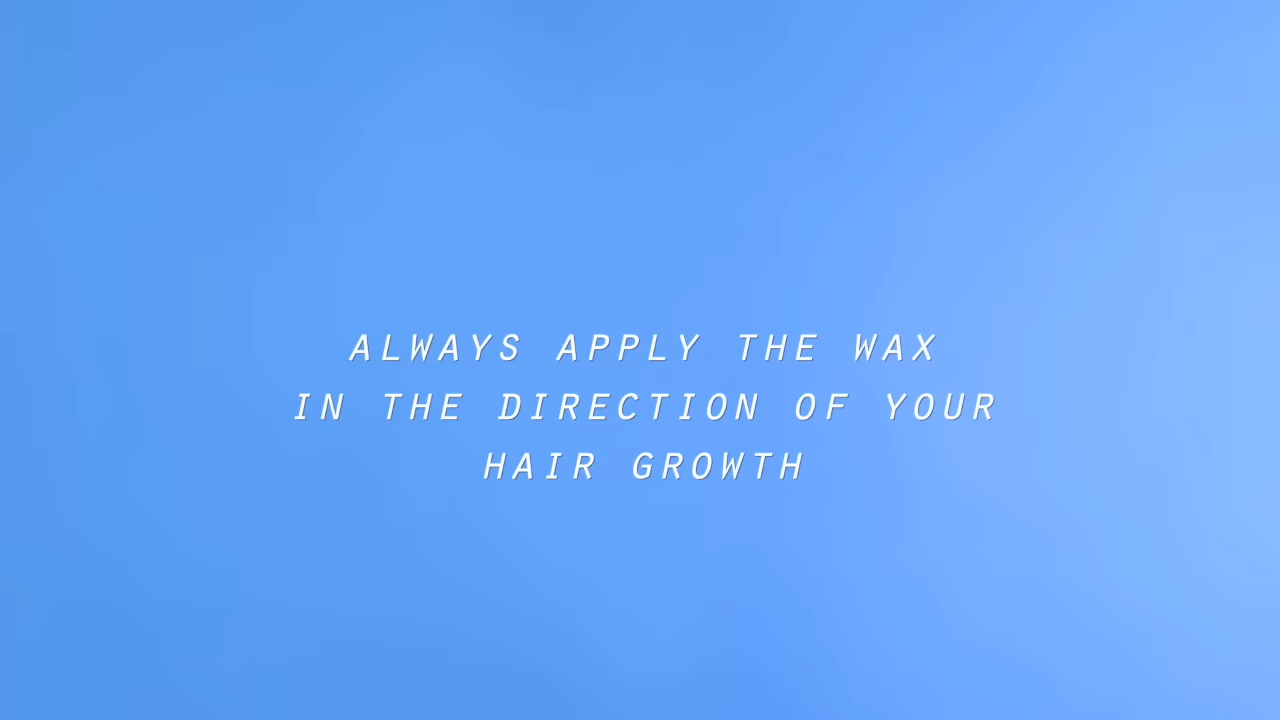 ALWAYS APPLY THE WAX
IN THE DIRECTION OF YOUR
HAIR GROWTH